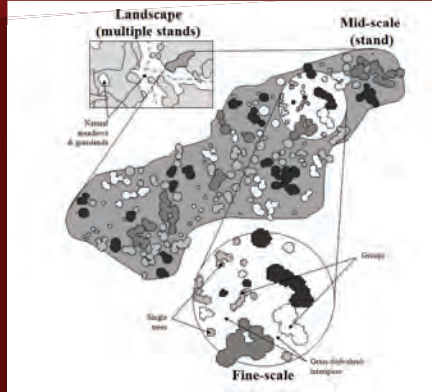 Landscape
(multiple stands)
Mid-scale
(stand)
Natural
meadows
& grasslands
Groups
Single
trees
Grass-forb-shrub
interspace
Fine-scale